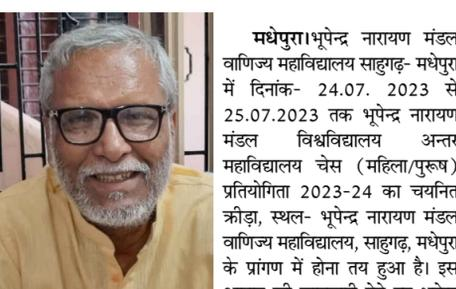 मधेपुरा।भूपेन्द्र नारायण मंडल
वाणिज्य महाविद्यालय साहुगढ़- मधेपुरा
में दिनांक- 24.07. 2023 से
25.07.2023 तक भूपेन्द्र नारायण
मंडल विश्वविद्यालय अन्तर
महाविद्यालय चेस (महिला/पुरूष)
प्रतियोगिता 2023-24 का चयनित
क्रीड़ा, स्थल- भूपेन्द्र नारायण मंडल
वाणिज्य महाविद्यालय, साहुगढ़, मधेपुरा
के प्रांगण में होना तय हुआ है। इस